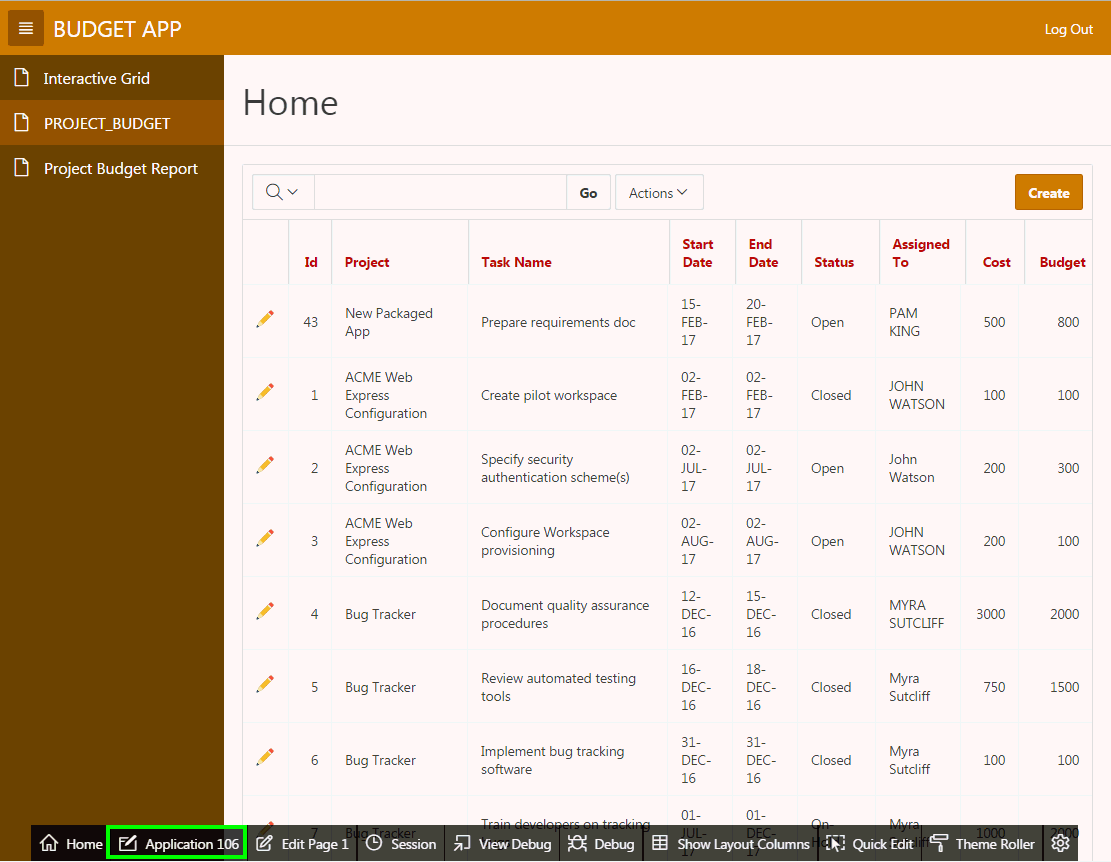 BUDGET APP
Log Out
Interactive Grid
PROJECT_BUDGET
Project Budget Report
Home
Go
Actions
Create
Id
Project
Task Name
Start
Date
End
Date
Status
Assigned
To
Cost
Budget
43
New Packaged
App
Prepare requirements doc
15-
FEB-
17
20-
FEB-
17
Open
PAM
KING
500
800
1
ACME Web
Express
Configuration
Create pilot workspace
02-
FEB-
17
02-
FEB-
17
Closed
JOHN
WATSON
100
100
2
ACME Web
Express
Configuration
Specify security
authentication scheme(s)
02-
JUL-
17
02-
JUL-
17
Open
John
Watson
200
300
3
ACME Web
Express
Configuration
Configure Workspace
provisioning
02-
AUG-
17
02-
AUG-
17
Open
JOHN
WATSON
200
100
4
Bug Tracker
Document quality assurance
procedures
12-
DEC-
16
15-
DEC-
16
Closed
MYRA
SUTCLIFF
3000
2000
5
Bug Tracker
Review automated testing
tools
16-
DEC-
16
18-
DEC-
16
Closed
Myra
Sutcliff
750
1500
6
Bug Tracker
Implement bug tracking
software
31-
DEC-
16
31-
DEC-
16
Closed
Myra
Sutcliff
100
100
7
Bug Tracker
Train developers on tracking
01-
JUL-
01-
DEC-
16
On-
Myra
Sutcliff
1000
2000
Home
Application 106
Edit Page 1
Session
View Debug
Debug
Show Layout Columns
Quick Edit
Theme Roller